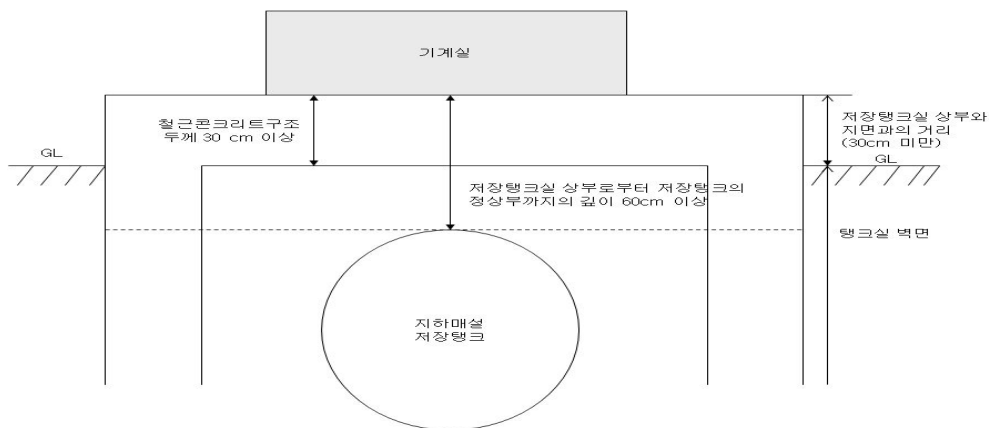 기계실
철근콘크리트구조
두께 30 cm 이상
저장탱크실 상부와
지면과의 거리
(30cm 미만)
GL
GL
저장탱크실 상부로부터 저장탱크의
정상부까지의 깊이 60cm 이상
탱크실 벽면
지하매설
저장탱크